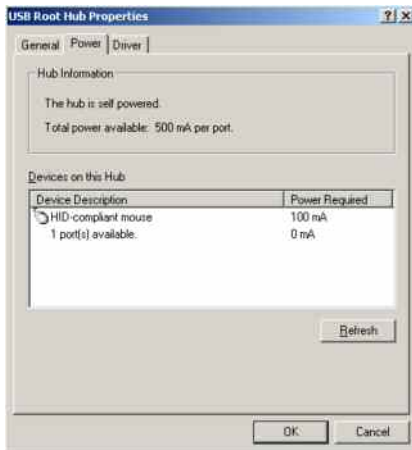 USB Root Hub Properties
General Power Driver
Hub Information
The hub is self powered.
Total power available: 500 mA per port.
Devices on this Hub
Device Description Power Required
HID-compliant mouse 100 mA
1 port(s) available. 0 mA
Refresh
OK Cancel